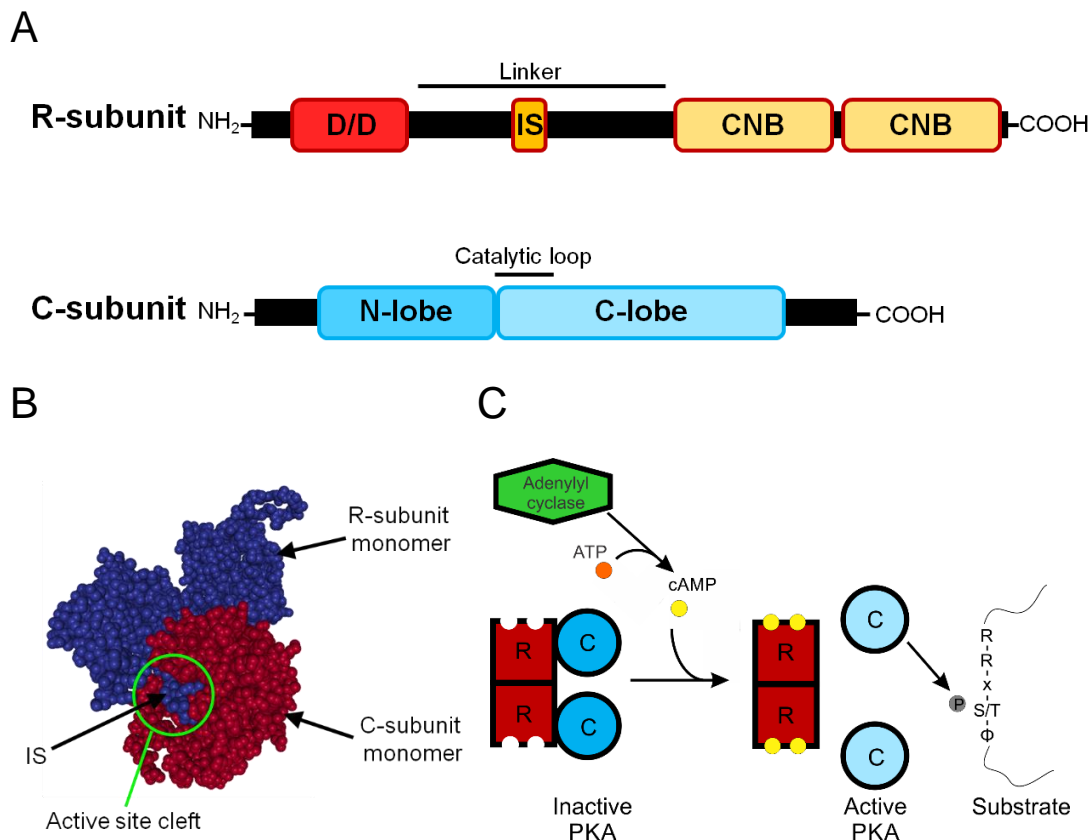 A
Linker
R-subunit NH2 D/D IS CNB CNB COOH
Catalytic loop
C-subunit NH2 N-lobe C-lobe COOH
B
R-subunit
monomer
C-subunit
monomer
IS
Active site cleft
C
Adenylyl
cyclase
ATP
cAMP
R C
R C
Inactive
PKA
R C
R C
Active
PKA
P
R
R
x
S/T
Φ
Substrate